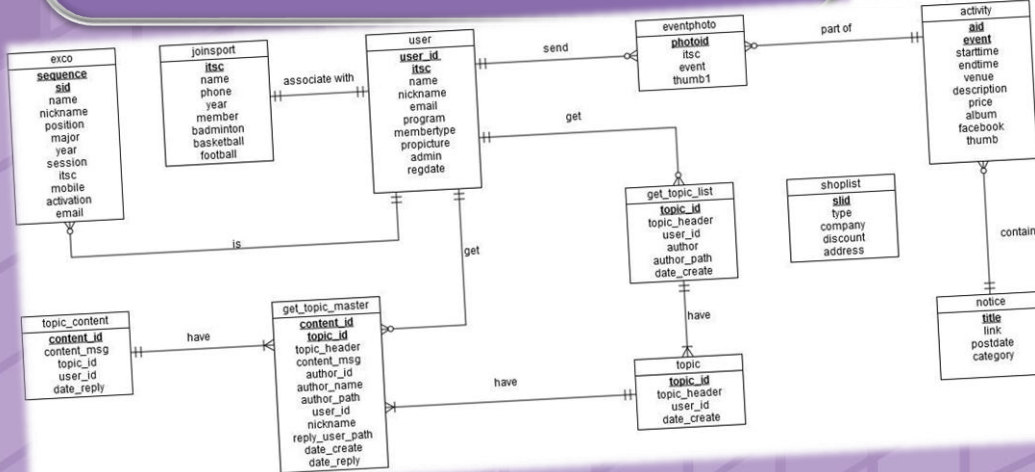 exco
sequence
sid
name
nickname
position
major
year
session
itsc
mobile
activation
email
joinsport
itsc
name
phone
year
member
badminton
basketball
football
associate with
user
user_id
itsc
name
nickname
email
program
membertype
propicture
admin
regdate
send
eventphoto
photoid
itsc
event
thumb1
part of
activity
aid
event
starttime
endtime
venue
description
price
album
facebook
thumb
get
get_topic_list
topic_id
topic_header
user_id
author
author_path
date_create
shoplist
slid
type
company
discount
address
contain
is
get
notice
title
link
postdate
category
topic_content
content_id
content_msg
topic_id
user_id
date_reply
have
get_topic_master
content_id
topic_id
topic_header
content_msg
author_id
author_name
author_path
user_id
nickname
reply_user_path
date_create
date_reply
have
have
topic
topic_id
topic_header
user_id
date_create